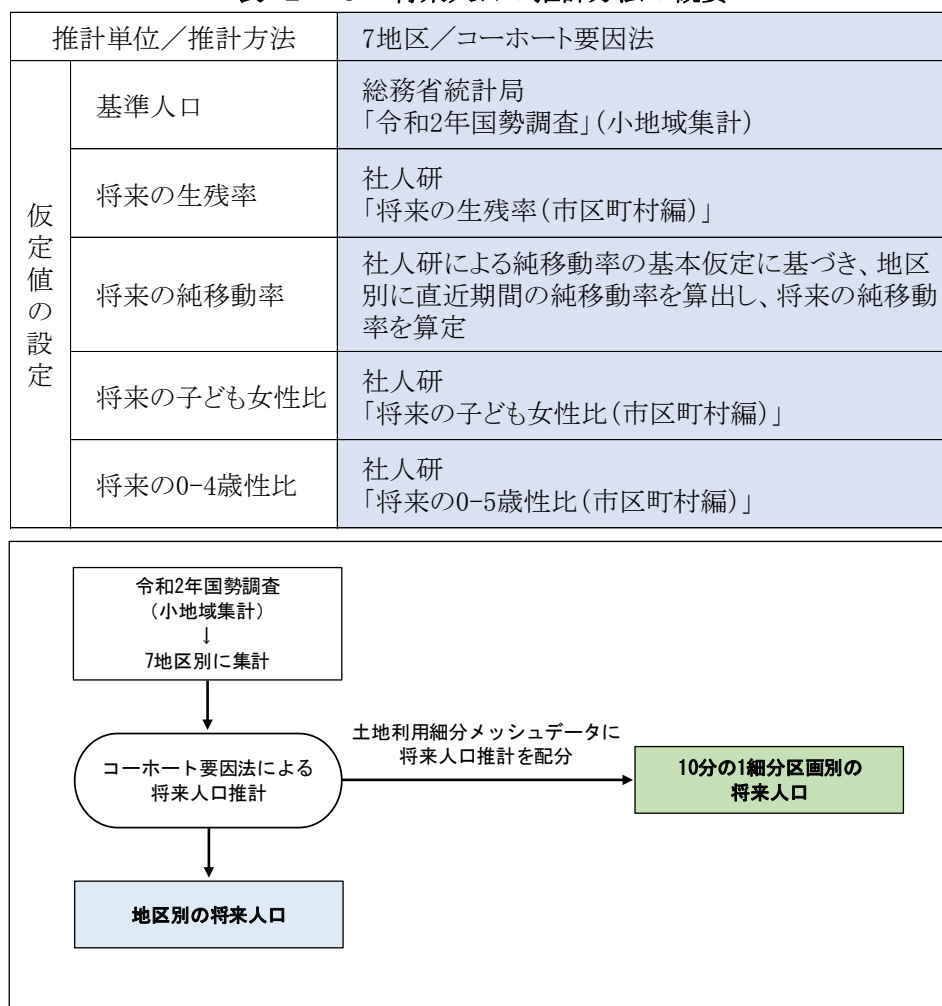 推計単位／推計方法
7地区／コーホート要因法
仮定値の設定
基準人口
総務省統計局
「令和2年国勢調査」（小地域集計）
将来の生残率
社人研
「将来の生残率（市区町村編）」
将来の純移動率
社人研による純移動率の基本仮定に基づき、地区
別に直近期間の純移動率を算出し、将来の純移動
率を算定
将来の子ども女性比
社人研
「将来の子ども女性比（市区町村編）」
将来の0-4歳性比
社人研
「将来の0-5歳性比（市区町村編）」
令和2年国勢調査
（小地域集計）
↓
7地区別に集計
コーホート要因法による
将来人口推計
土地利用細分メッシュデータに
将来人口推計を配分
10分の1細分区画別の
将来人口
地区別の将来人口